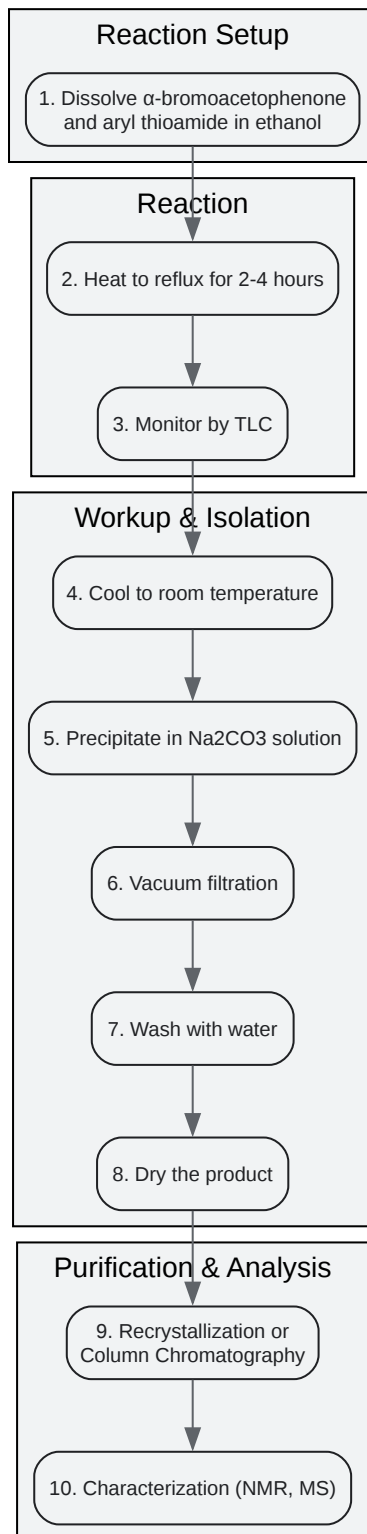 Reaction Setup
1. Dissolve α-bromoacetophenone
and aryl thioamide in ethanol
Reaction
2. Heat to reflux for 2-4 hours
3. Monitor by TLC
Workup & Isolation
4. Cool to room temperature
5. Precipitate in Na2CO3 solution
6. Vacuum filtration
7. Wash with water
8. Dry the product
Purification & Analysis
9. Recrystallization or
Column Chromatography
10. Characterization (NMR, MS)